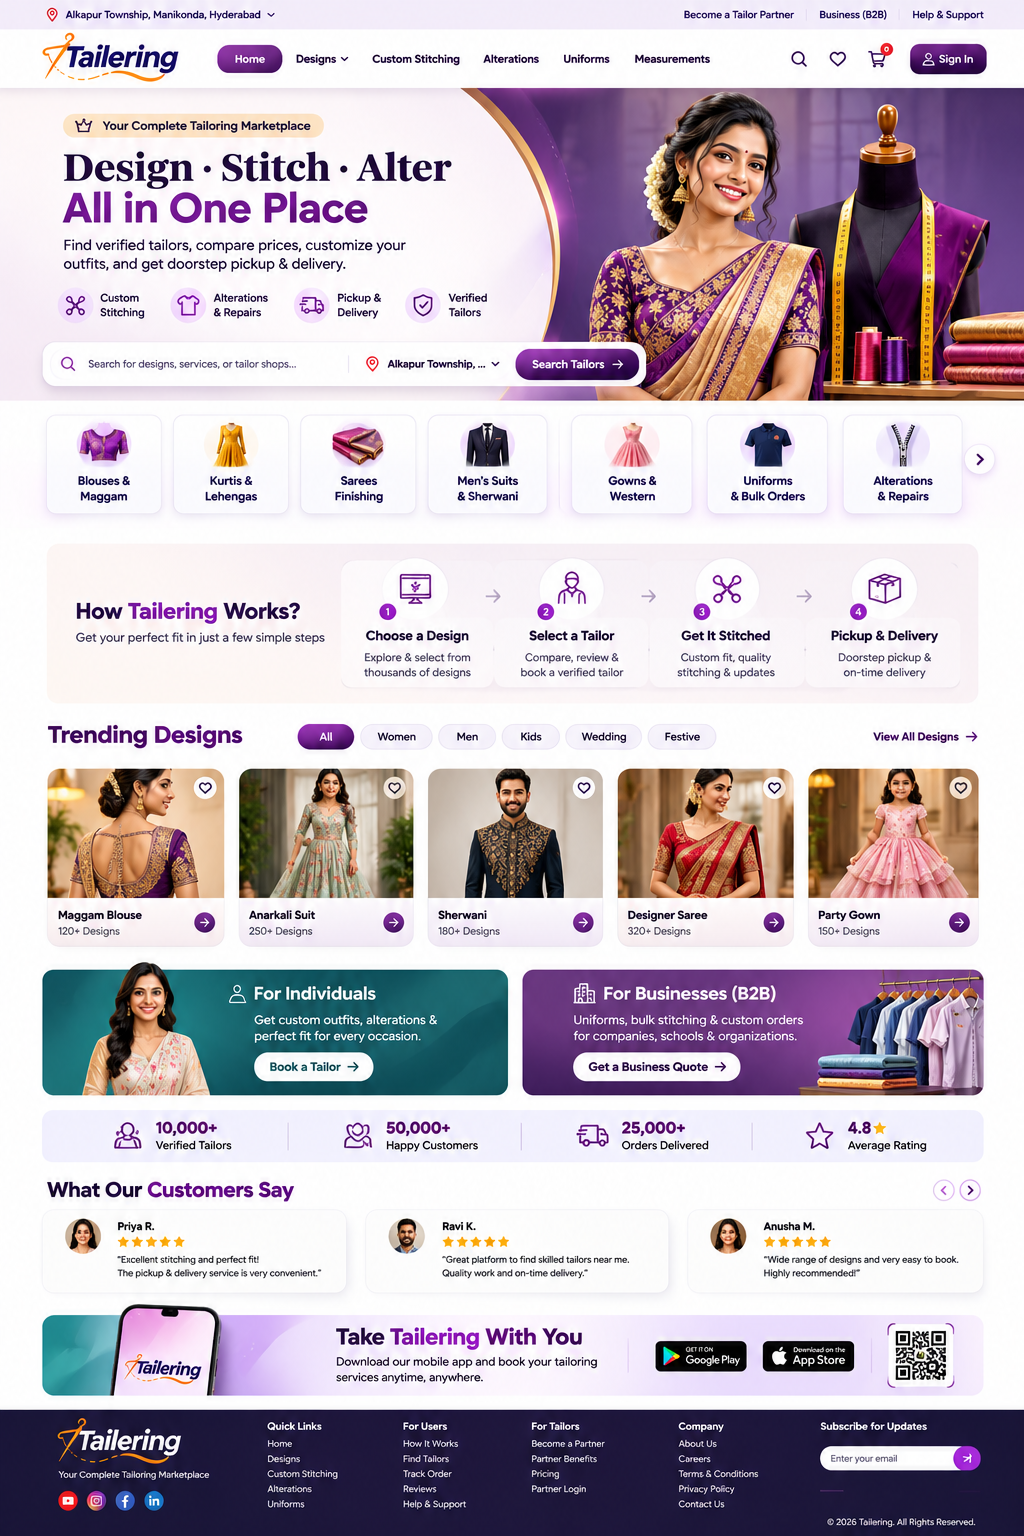 Alkapur Township, Manikonda, Hyderabad
Become a Tailor Partner
Business (B2B)
Help & Support
Tailering
Home
Designs
Custom Stitching
Alterations
Uniforms
Measurements
0
Sign In
Your Complete Tailoring Marketplace
Design · Stitch · Alter
All in One Place
Find verified tailors, compare prices, customize your
outfits, and get doorstep pickup & delivery.
Custom
Stitching
Alterations
& Repairs
Pickup &
Delivery
Verified
Tailors
Search for designs, services, or tailor shops...
Alkapur Township, ...
Search Tailors
Blouses &
Maggam
Kurtis &
Lehengas
Sarees
Finishing
Men's Suits
& Sherwani
Gowns &
Western
Uniforms
& Bulk Orders
Alterations
& Repairs
How Tailering Works?
Get your perfect fit in just a few simple steps
1
Choose a Design
Explore & select from
thousands of designs
2
Select a Tailor
Compare, review &
book a verified tailor
3
Get It Stitched
Custom fit, quality
stitching & updates
4
Pickup & Delivery
Doorstep pickup &
on-time delivery
Trending Designs
All
Women
Men
Kids
Wedding
Festive
View All Designs
Maggam Blouse
120+ Designs
Anarkali Suit
250+ Designs
Sherwani
180+ Designs
Designer Saree
320+ Designs
Party Gown
150+ Designs
For Individuals
Get custom outfits, alterations &
perfect fit for every occasion.
Book a Tailor
For Businesses (B2B)
Uniforms, bulk stitching & custom orders
for companies, schools & organizations.
Get a Business Quote
10,000+
Verified Tailors
50,000+
Happy Customers
25,000+
Orders Delivered
4.8
Average Rating
What Our Customers Say
Priya R.
"Excellent stitching and perfect fit!
The pickup & delivery service is very convenient."
Ravi K.
"Great platform to find skilled tailors near me.
Quality work and on-time delivery."
Anusha M.
"Wide range of designs and very easy to book.
Highly recommended!"
Tailering
Take Tailering With You
Download our mobile app and book your tailoring
services anytime, anywhere.
GET IT ON
Google Play
Download on the
App Store
Tailering
Your Complete Tailoring Marketplace
Quick Links
Home
Designs
Custom Stitching
Alterations
Uniforms
For Users
How It Works
Find Tailors
Track Order
Reviews
Help & Support
For Tailors
Become a Partner
Partner Benefits
Pricing
Partner Login
Company
About Us
Careers
Terms & Conditions
Privacy Policy
Contact Us
Subscribe for Updates
Enter your email
© 2026 Tailering. All Rights Reserved.